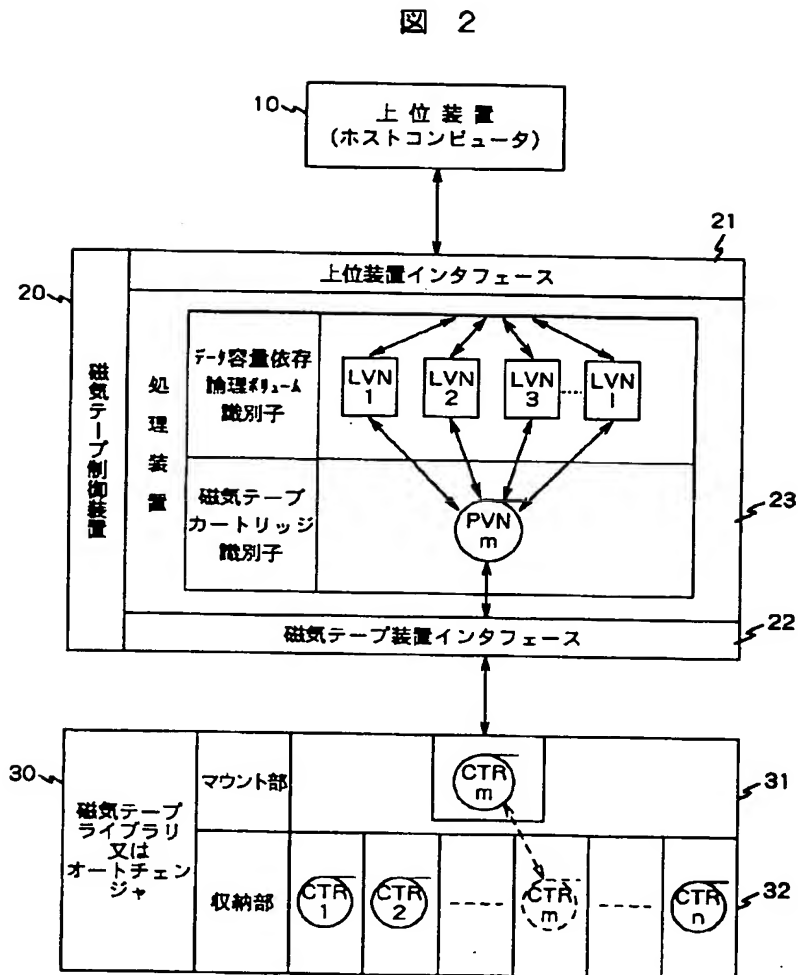 図 2
10
上位装置
(ホストコンピュータ)
21
上位装置インタフェース
20
磁気テープ制御装置
処理装置
データ容量依存
論理ボリューム
識別子
LVN
1
LVN
2
LVN
3
LVN
l
磁気テープ
カートリッジ
識別子
PVN
m
23
磁気テープ装置インタフェース
22
30
磁気テープ
ライブラリ
又は
オートチェン
ジャ
マウント部
CTR
m
31
収納部
CTR
1
CTR
2
CTR
m
CTR
n
32